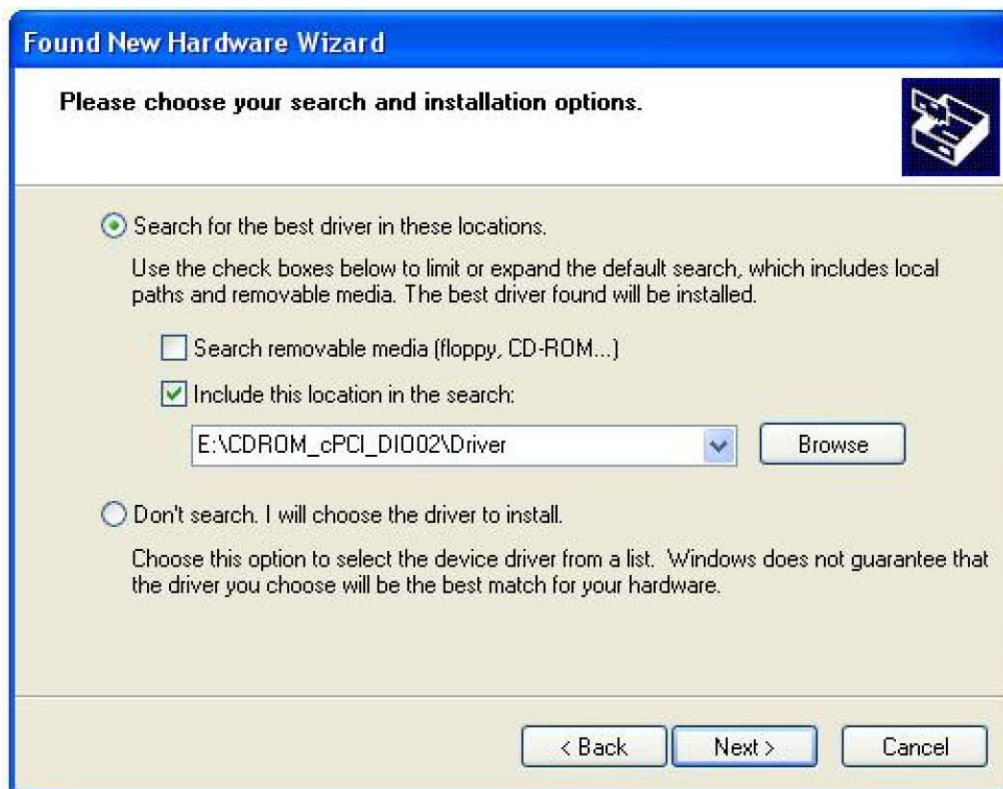 Found New Hardware Wizard
Please choose your search and installation options.
Search for the best driver in these locations.
Use the check boxes below to limit or expand the default search, which includes local
paths and removable media. The best driver found will be installed.
Search removable media (floppy, CD-ROM...)
Include this location in the search:
E:\CDROM_cPCI_DIO02\Driver
Browse
Don't search. I will choose the driver to install.
Choose this option to select the device driver from a list. Windows does not guarantee that
the driver you choose will be the best match for your hardware.
< Back
Next >
Cancel